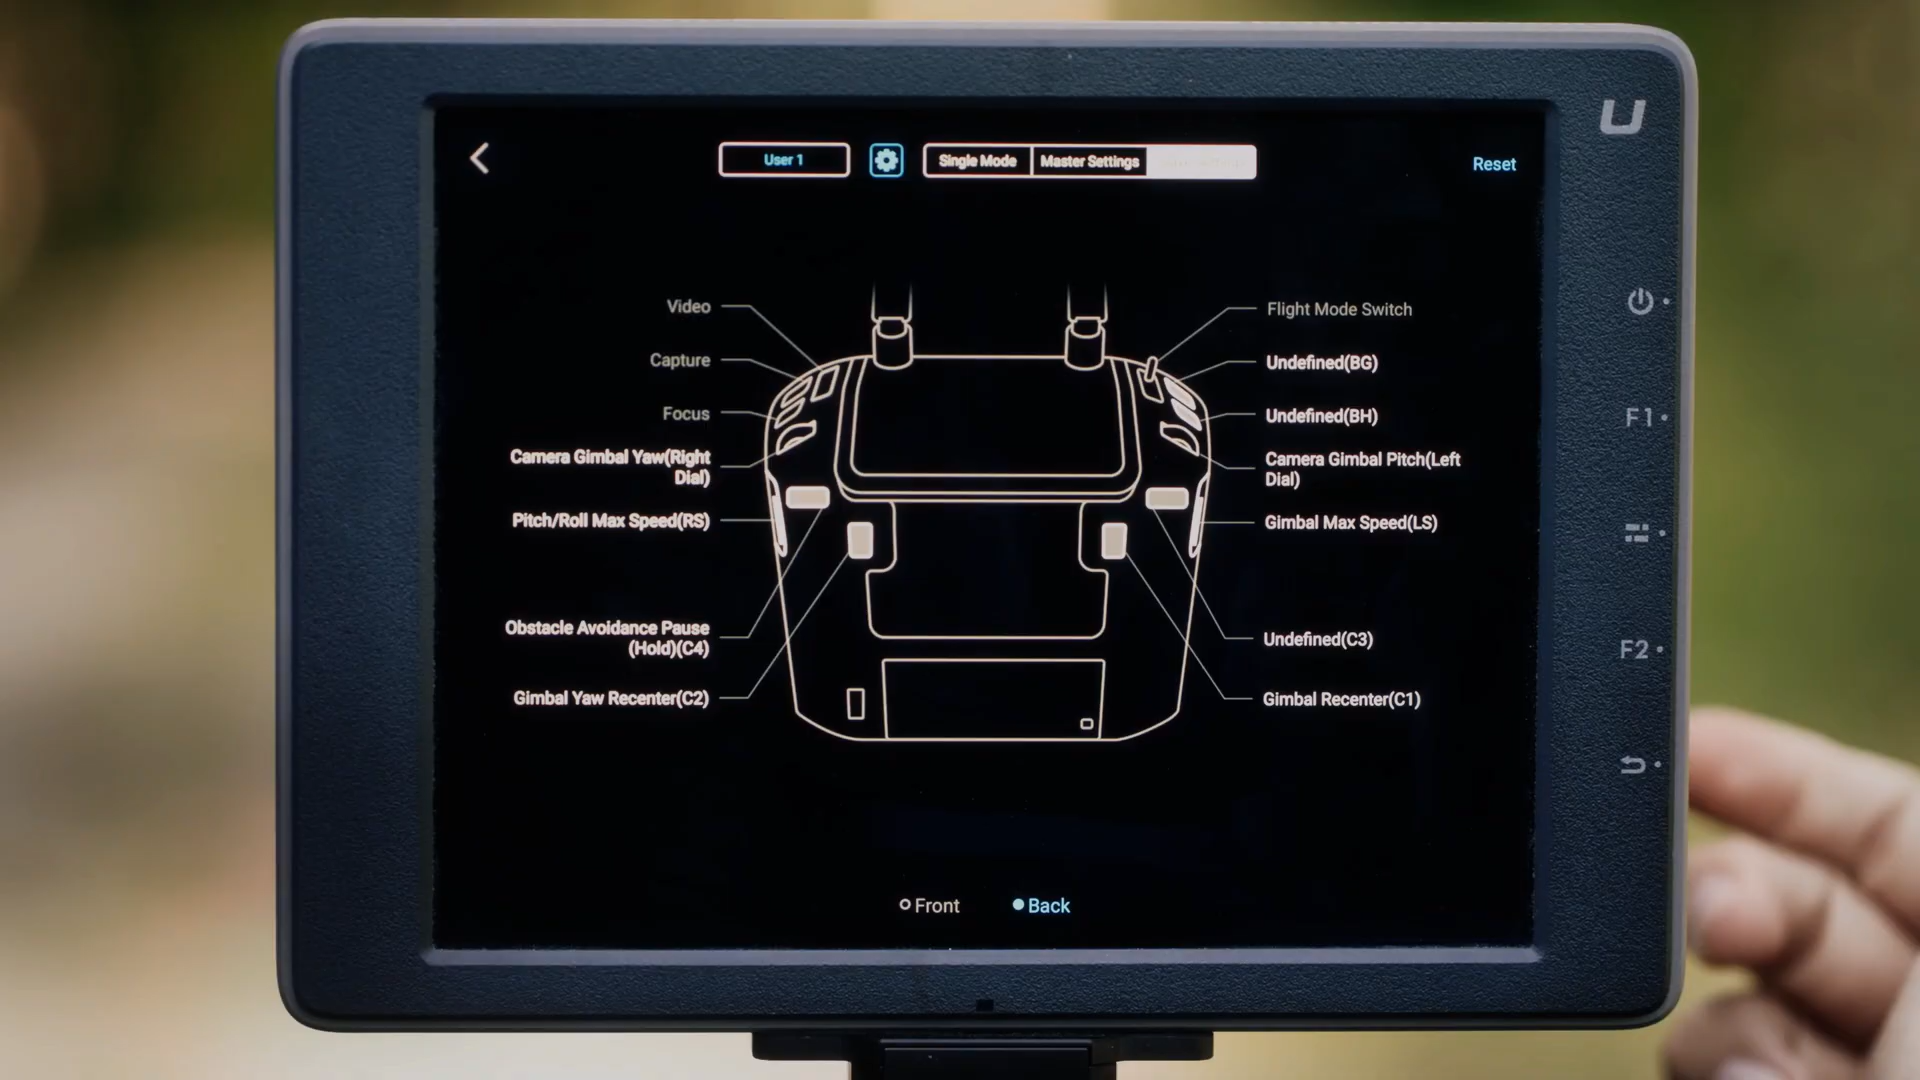 User 1
Single Mode
Master Settings
Reset
Video
Capture
Focus
Camera Gimbal Yaw(Right
Dial)
Pitch/Roll Max Speed(RS)
Obstacle Avoidance Pause
(Hold)(C4)
Gimbal Yaw Recenter(C2)
Flight Mode Switch
Undefined(BG)
Undefined(BH)
Camera Gimbal Pitch(Left
Dial)
Gimbal Max Speed(LS)
Undefined(C3)
Gimbal Recenter(C1)
Front
Back
F1
F2